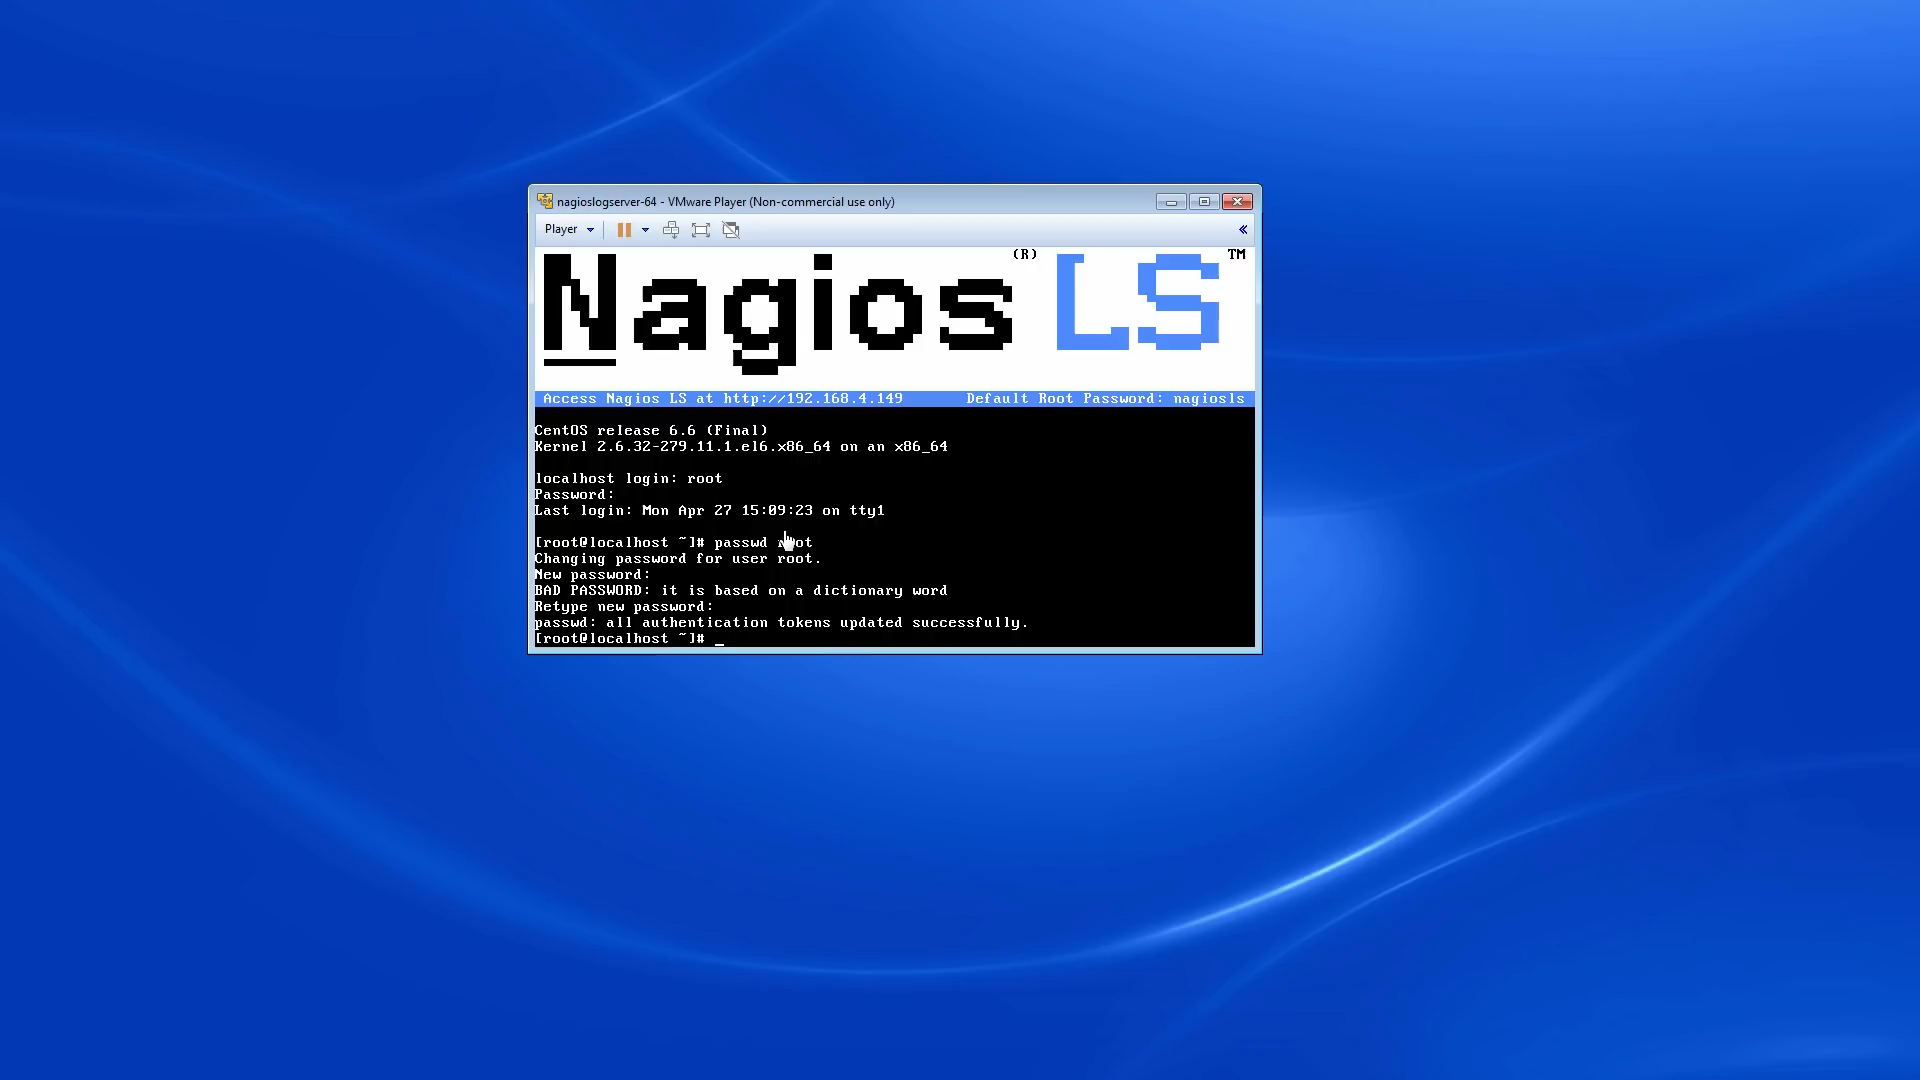 nagioslogserver-64 - VMware Player (Non-commercial use only)
Player
Nagios (R) LS TM
Access Nagios LS at http://192.168.4.149 Default Root Password: nagiosls
CentOS release 6.6 (Final)
Kernel 2.6.32-279.11.1.el6.x86_64 on an x86_64
localhost login: root
Password:
Last login: Mon Apr 27 15:09:23 on tty1
[root@localhost ~]# passwd root
Changing password for user root.
New password:
BAD PASSWORD: it is based on a dictionary word
Retype new password:
passwd: all authentication tokens updated successfully.
[root@localhost ~]# _